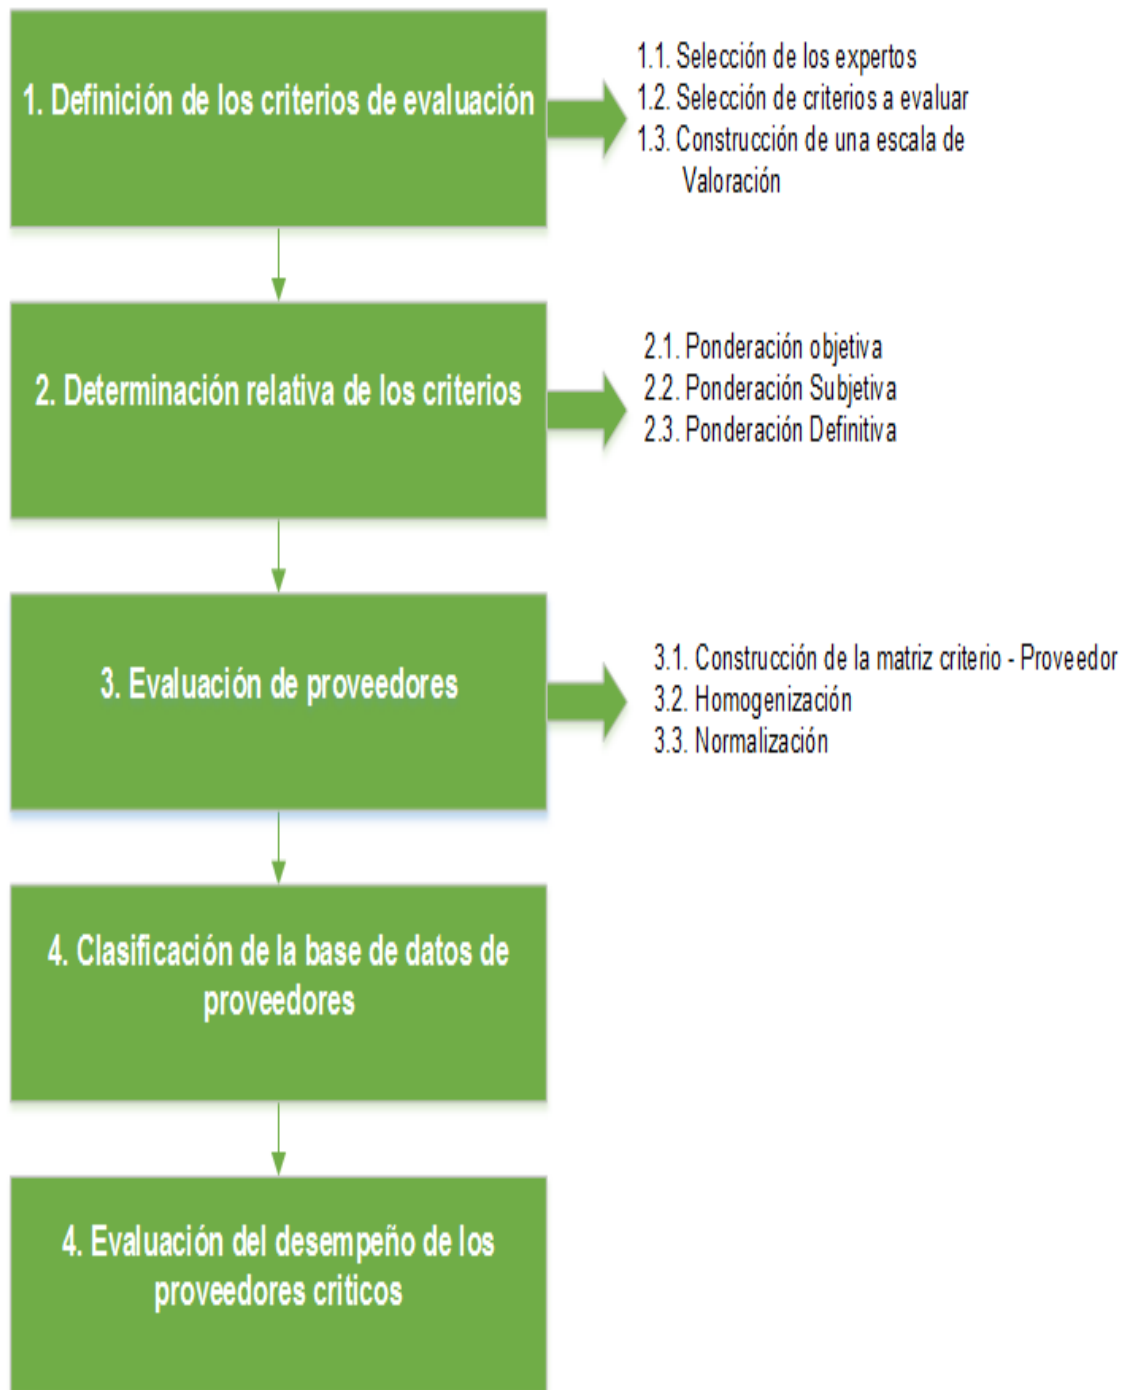 1. Definición de los criterios de evaluación
1.1. Selección de los expertos
1.2. Selección de criterios a evaluar
1.3. Construcción de una escala de
Valoración
2. Determinación relativa de los criterios
2.1. Ponderación objetiva
2.2. Ponderación Subjetiva
2.3. Ponderación Definitiva
3. Evaluación de proveedores
3.1. Construcción de la matriz criterio - Proveedor
3.2. Homogenización
3.3. Normalización
4. Clasificación de la base de datos de
proveedores
4. Evaluación del desempeño de los
proveedores criticos